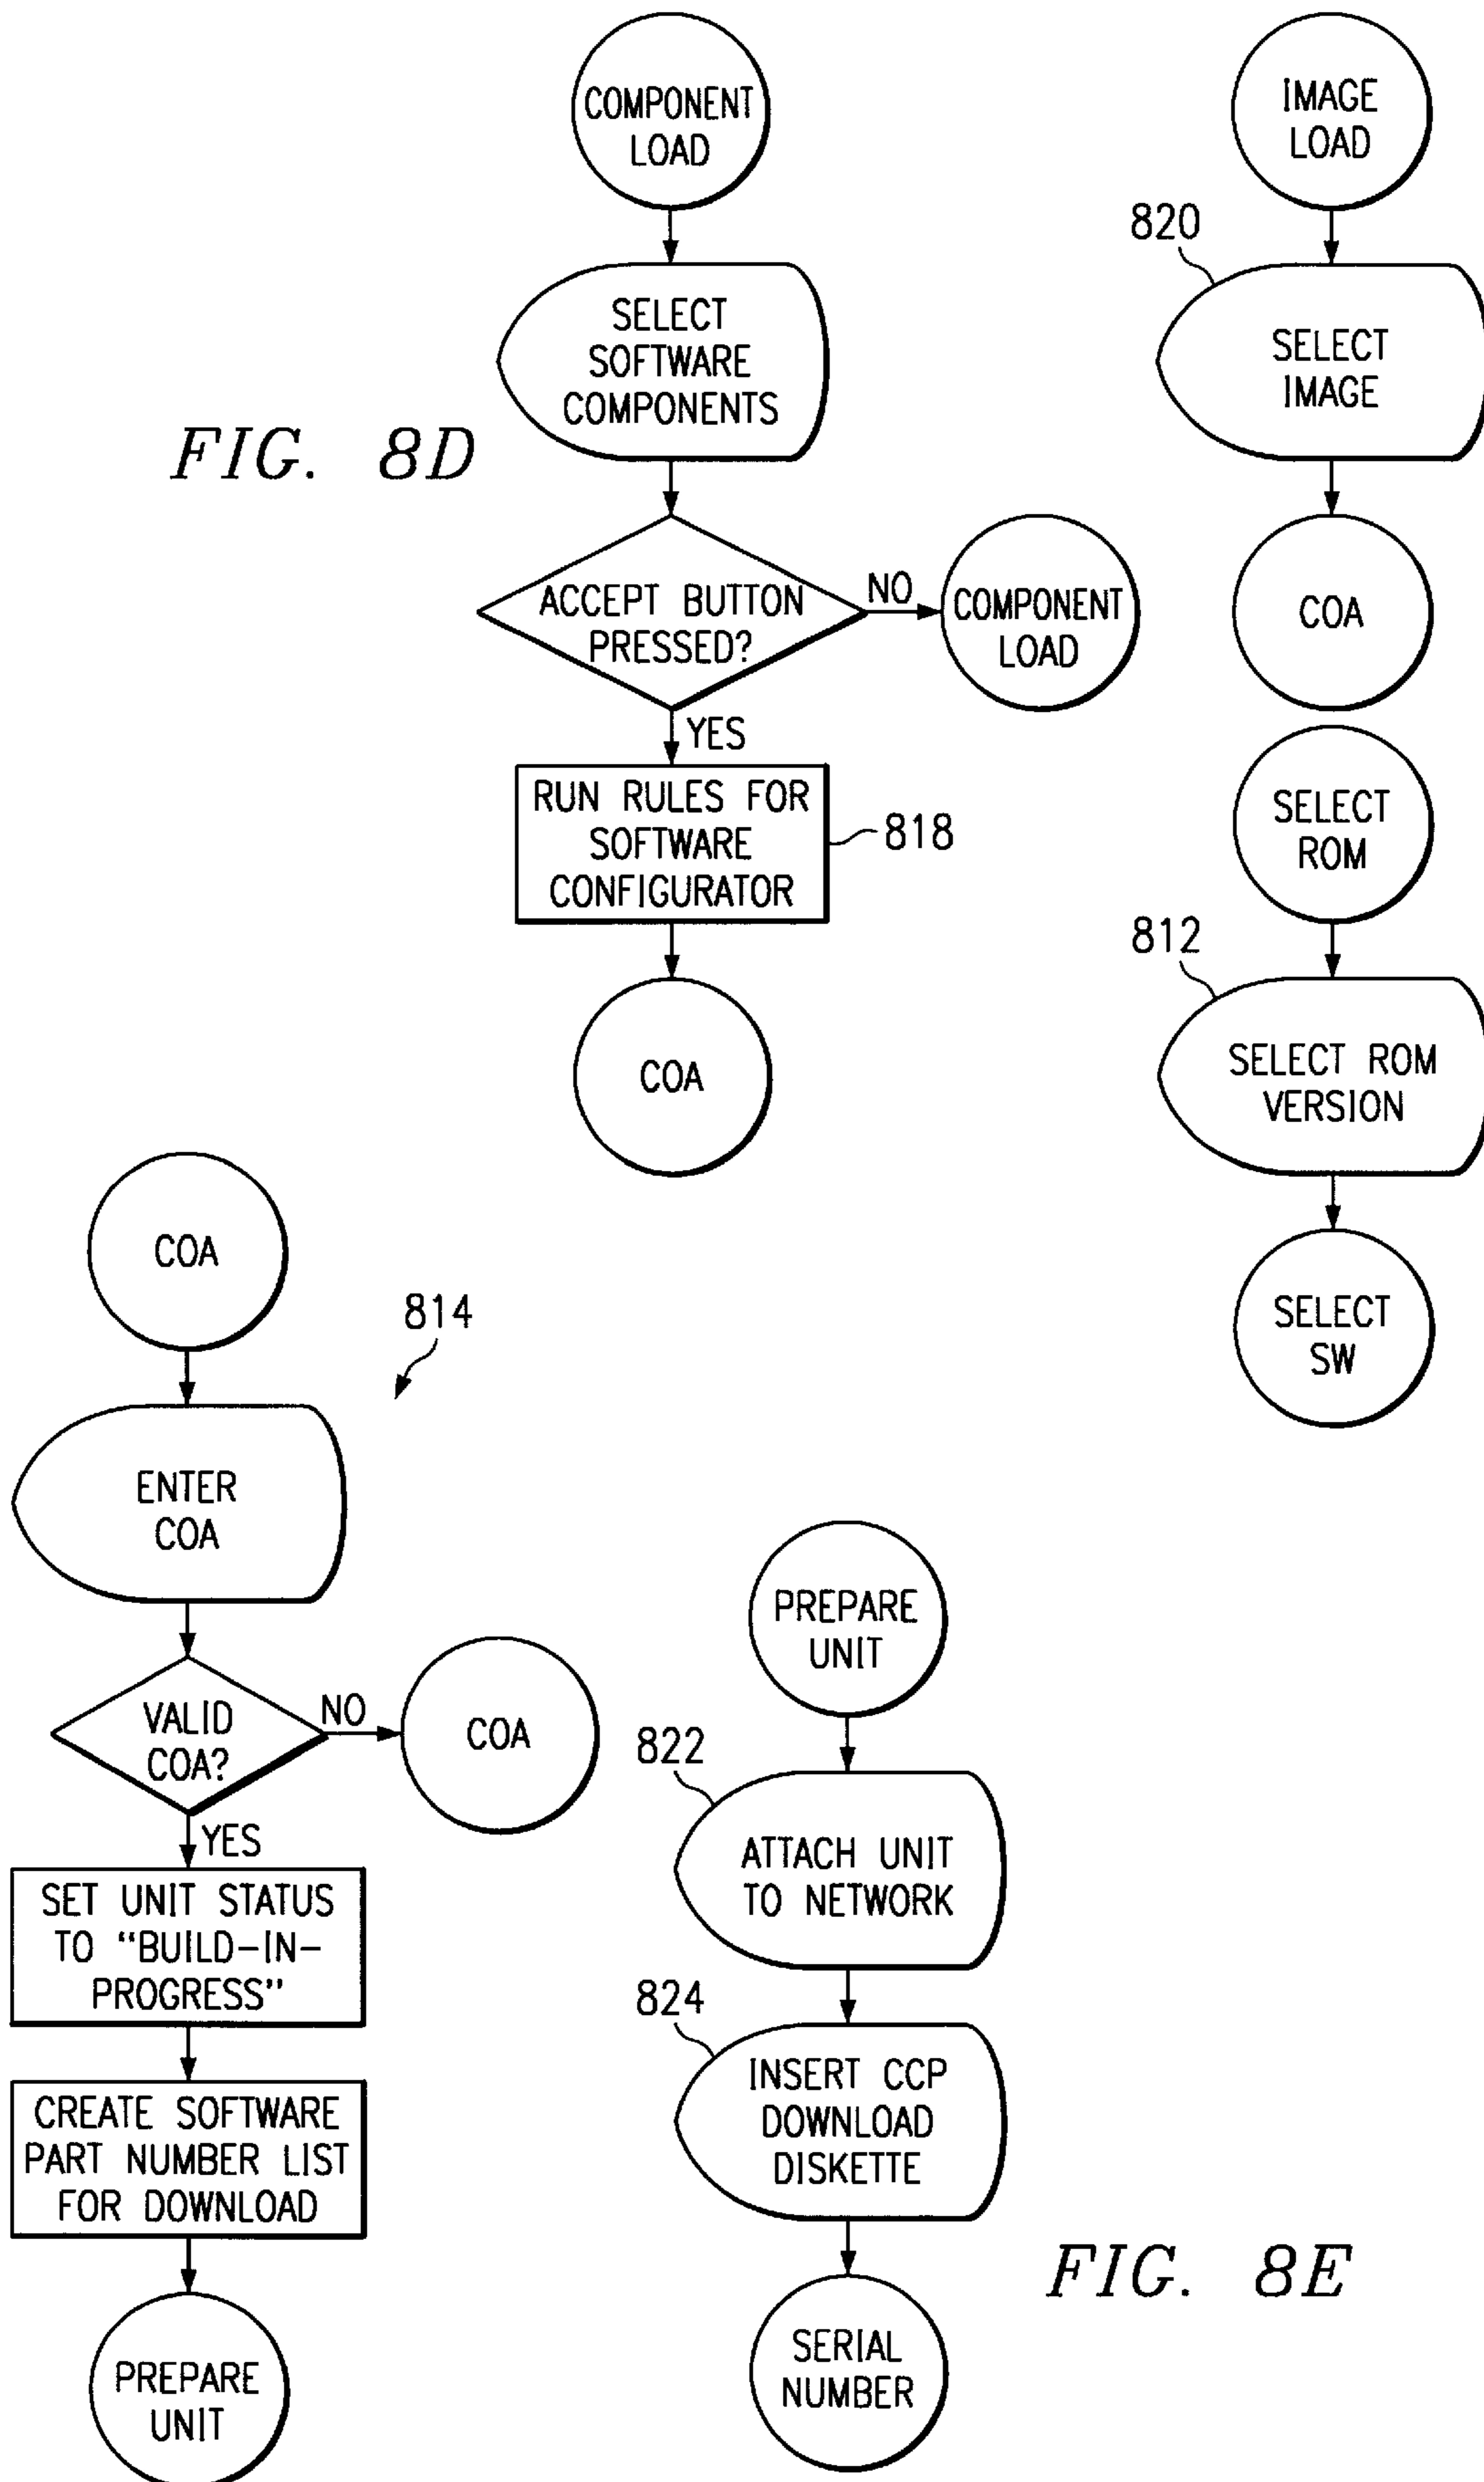 COMPONENT
LOAD
SELECT
SOFTWARE
COMPONENTS
FIG. 8D
ACCEPT BUTTON
PRESSED?
NO
COMPONENT
LOAD
YES
RUN RULES FOR
SOFTWARE
CONFIGURATOR
818
COA
IMAGE
LOAD
820
SELECT
IMAGE
COA
SELECT
ROM
812
SELECT ROM
VERSION
SELECT
SW
COA
814
ENTER
COA
VALID
COA?
NO
COA
YES
SET UNIT STATUS
TO “BUILD-IN-
PROGRESS”
CREATE SOFTWARE
PART NUMBER LIST
FOR DOWNLOAD
PREPARE
UNIT
PREPARE
UNIT
822
ATTACH UNIT
TO NETWORK
824
INSERT CCP
DOWNLOAD
DISKETTE
SERIAL
NUMBER
FIG. 8E